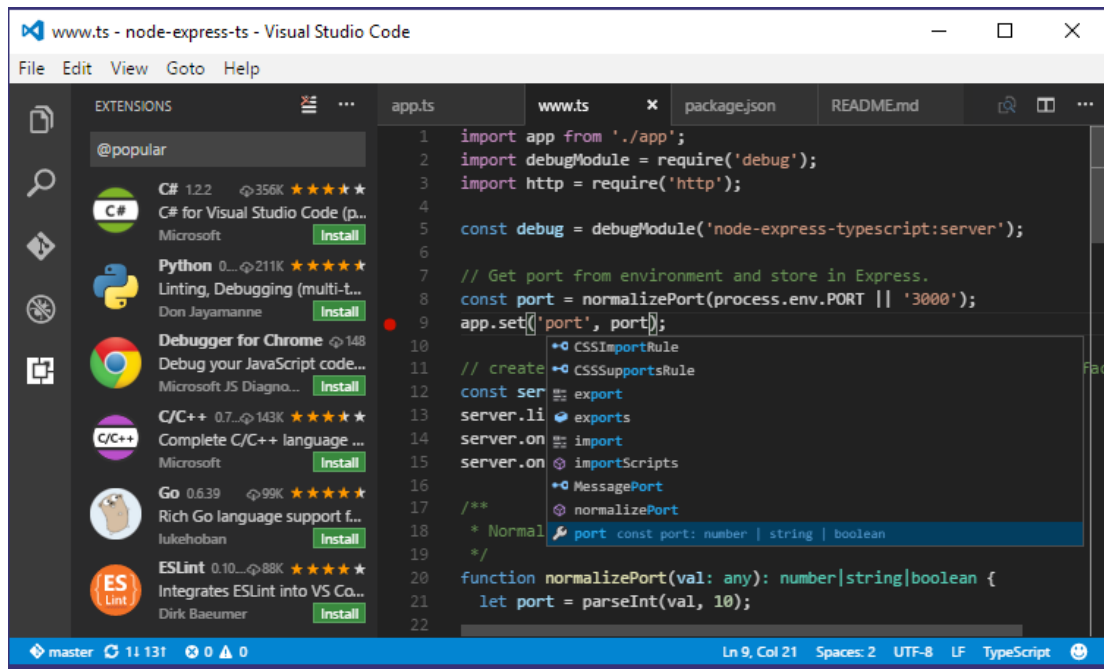 www.ts - node-express-ts - Visual Studio Code
File Edit View Goto Help
EXTENSIONS
@popular
C# 1.2.2 356K
C# for Visual Studio Code (p...
Microsoft Install
Python 0.... 211K
Linting, Debugging (multi-t...
Don Jayamanne Install
Debugger for Chrome 148
Debug your JavaScript code...
Microsoft JS Diagno... Install
C/C++ 0.7... 143K
Complete C/C++ language ...
Microsoft Install
Go 0.6.39 99K
Rich Go language support f...
lukehoban Install
ESLint 0.10... 88K
Integrates ESLint into VS Co...
Dirk Baeumer Install
C#
C/C++
ES
Lint
app.ts www.ts package.json README.md
1 import app from './app';
2 import debugModule = require('debug');
3 import http = require('http');
4
5 const debug = debugModule('node-express-typescript:server');
6
7 // Get port from environment and store in Express.
8 const port = normalizePort(process.env.PORT || '3000');
9 app.set('port', port);
10
11 // create
12 const ser
13 server.li
14 server.on
15 server.on
16
17 /**
18 * Normal
19 */
20 function normalizePort(val: any): number|string|boolean {
21 let port = parseInt(val, 10);
22
CSSImportRule
CSSSupportsRule
export
exports
import
importScripts
MessagePort
normalizePort
port const port: number | string | boolean
master 1↓ 13↑ 0 0 Ln 9, Col 21 Spaces: 2 UTF-8 LF TypeScript